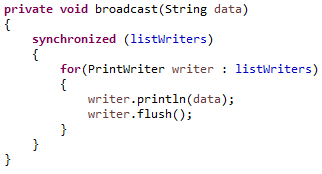 private void broadcast(String data)
{
    synchronized (listWriters)
    {
        for(PrintWriter writer : listWriters)
        {
            writer.println(data);
            writer.flush();
        }
    }
}